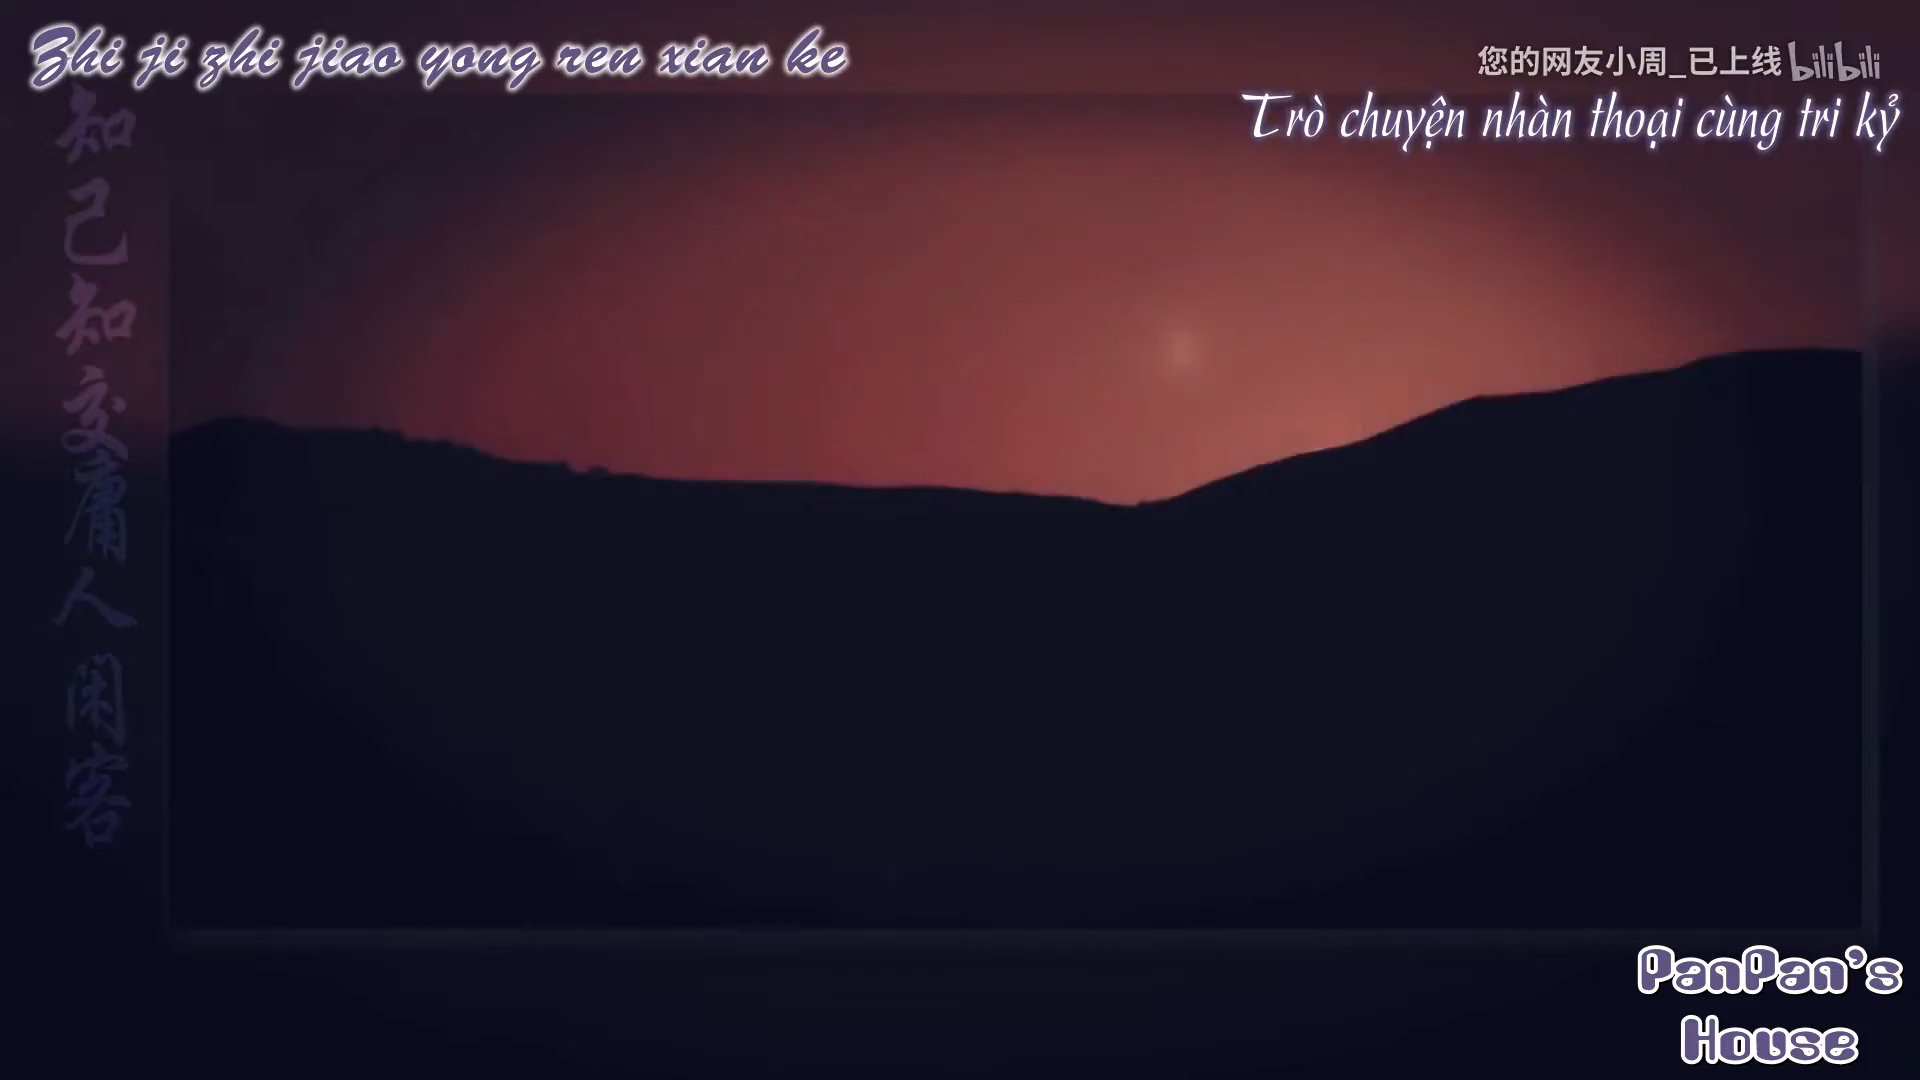 Zhi ji zhi jiao yong ren xian ke
您的网友小周_已上线 bilibili
Trò chuyện nhàn thoại cùng tri kỷ
知己知交庸人闲客
PanPan's
House